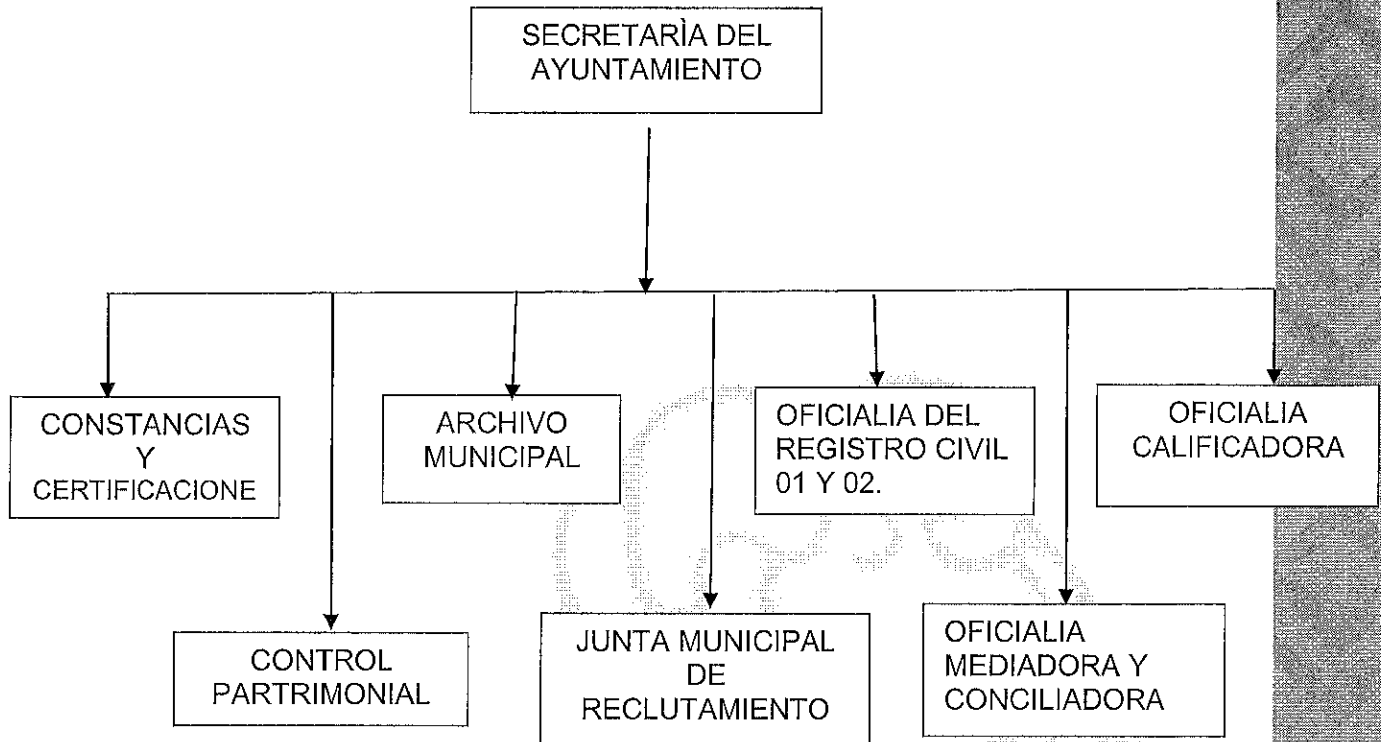 SECRETARÌA DEL
AYUNTAMIENTO
CONSTANCIAS
Y
CERTIFICACIONE
ARCHIVO
MUNICIPAL
OFICIALIA DEL
REGISTRO CIVIL
01 Y 02.
OFICIALIA
CALIFICADORA
CONTROL
PARTRIMONIAL
JUNTA MUNICIPAL
DE
RECLUTAMIENTO
OFICIALIA
MEDIADORA Y
CONCILIADORA